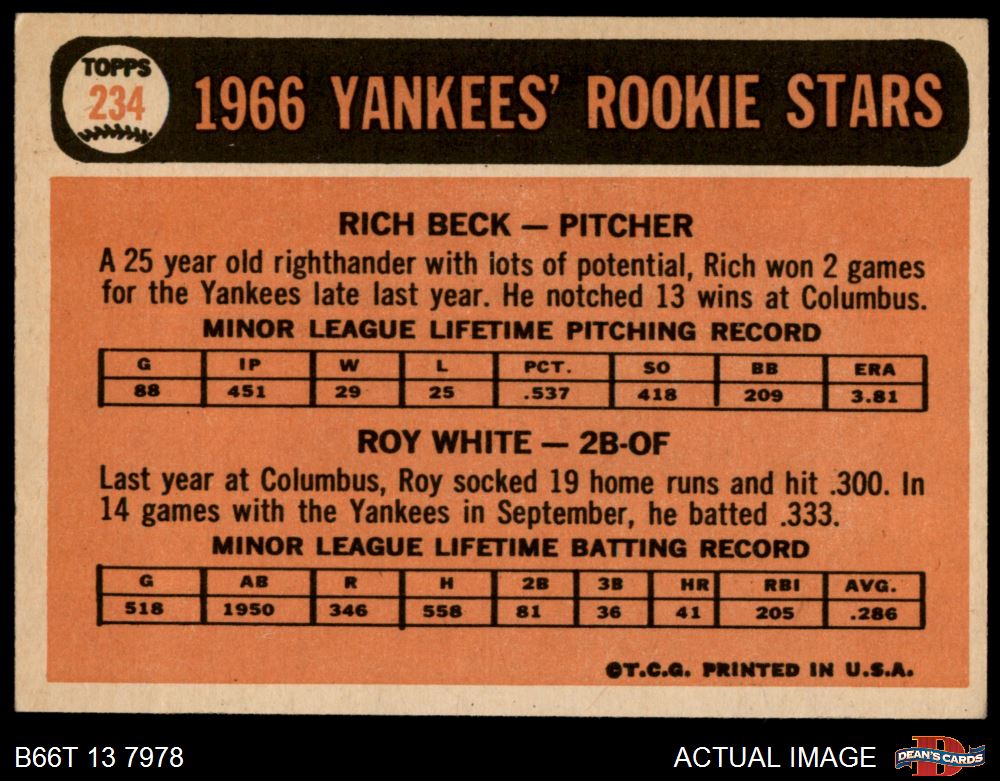 TOPPS
234
1966 YANKEES' ROOKIE STARS
RICH BECK — PITCHER
A 25 year old righthander with lots of potential, Rich won 2 games
for the Yankees late last year. He notched 13 wins at Columbus.
MINOR LEAGUE LIFETIME PITCHING RECORD
G IP W L PCT. SO BB ERA
88 451 29 25 .537 418 209 3.81
ROY WHITE — 2B-OF
Last year at Columbus, Roy socked 19 home runs and hit .300. In
14 games with the Yankees in September, he batted .333.
MINOR LEAGUE LIFETIME BATTING RECORD
G AB R H 2B 3B HR RBI AVG.
518 1950 346 558 81 36 41 205 .286
©T.C.G. PRINTED IN U.S.A.
B66T 13 7978
ACTUAL IMAGE
D
DEAN'S CARDS